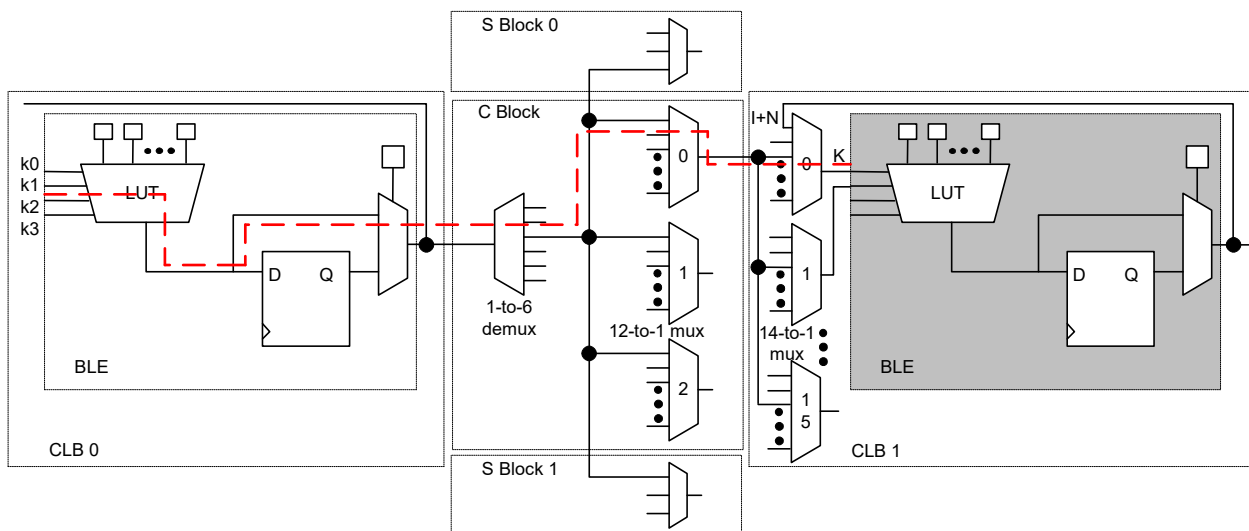 S Block 0
C Block
I+N
k0
k1
k2
k3
LUT
D Q
BLE
CLB 0
1-to-6
demux
0
1
12-to-1 mux
2
S Block 1
0
K
1
14-to-1
mux
1
5
LUT
D Q
BLE
CLB 1